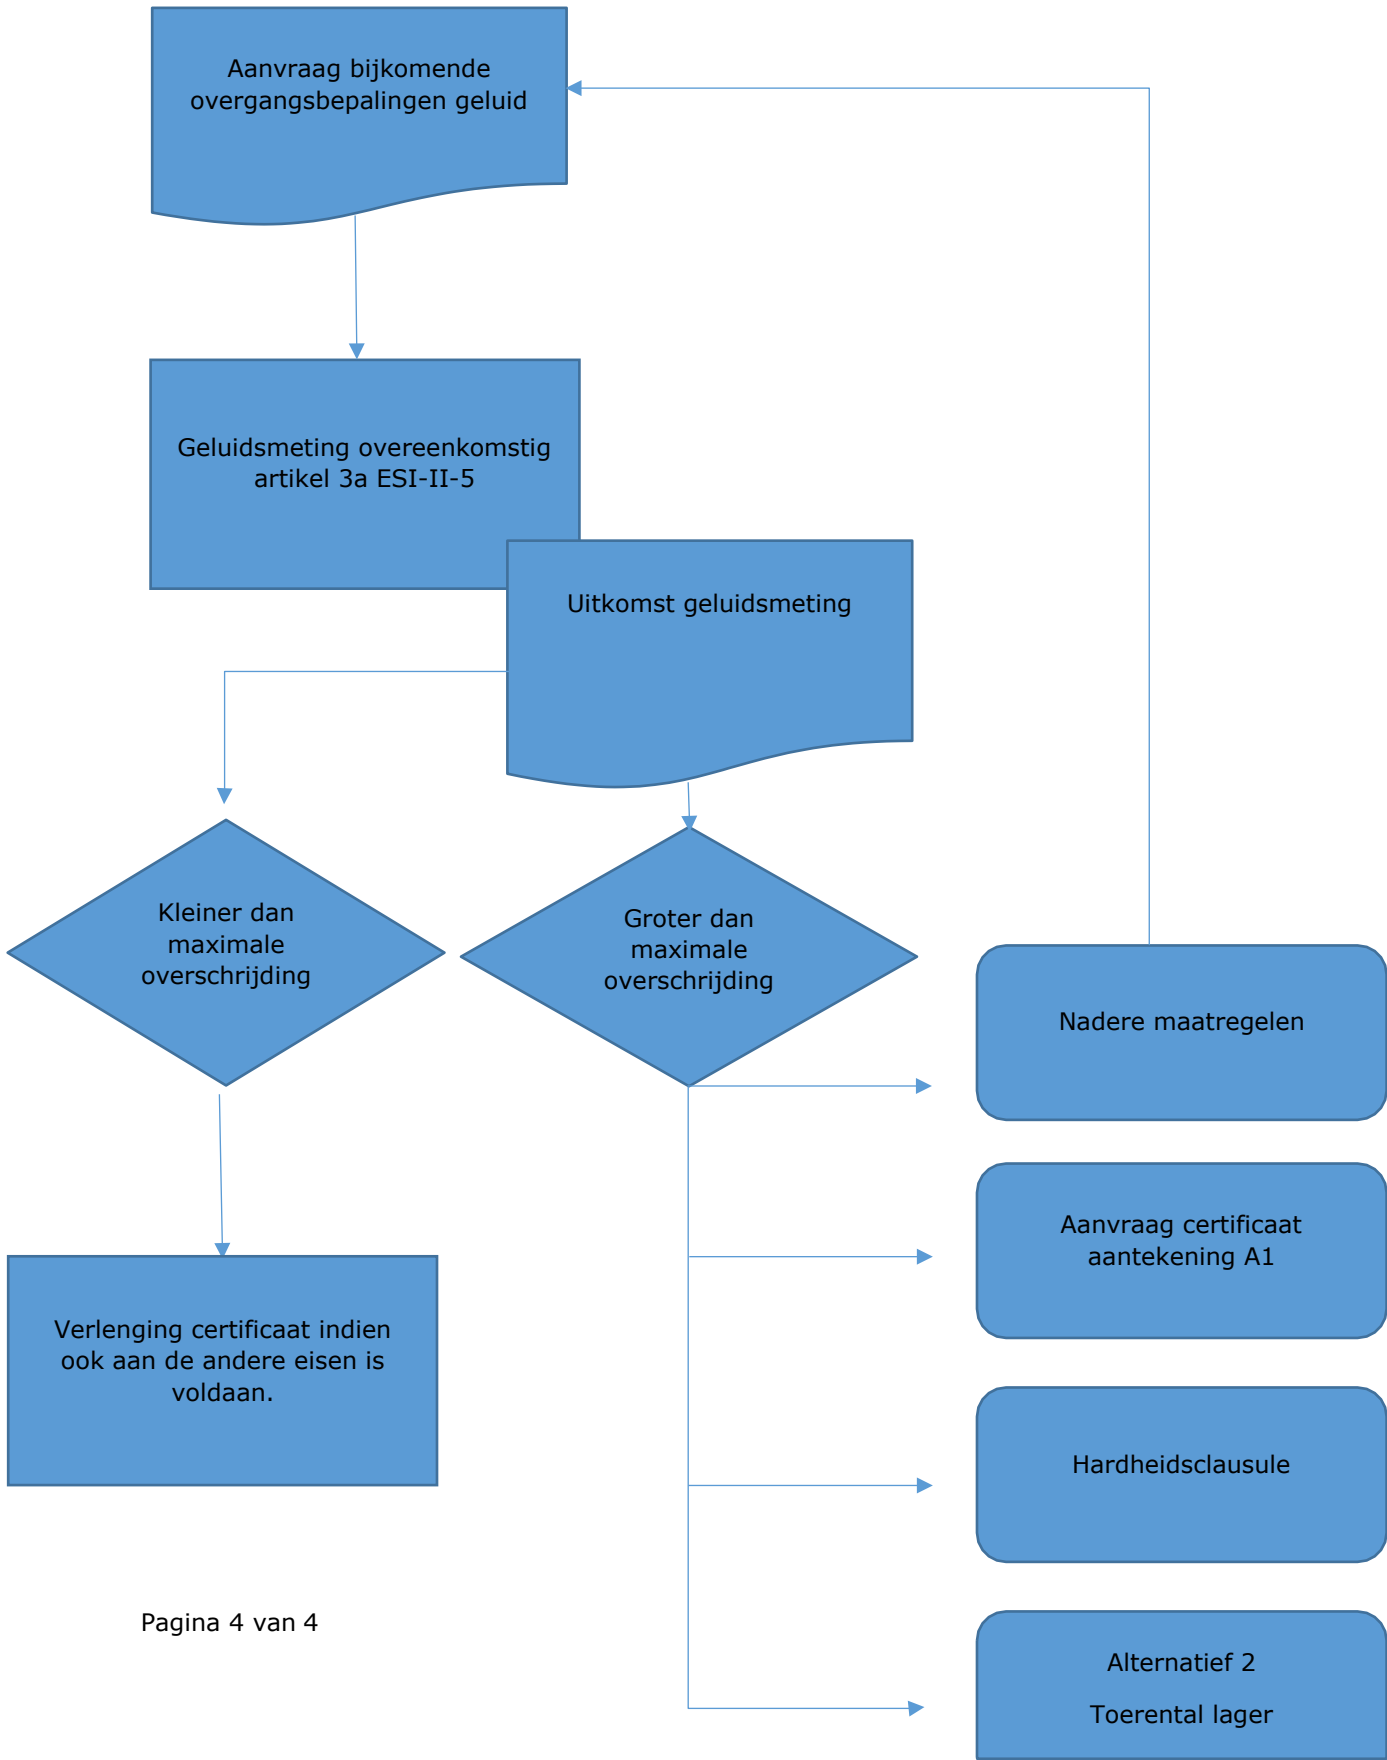 Aanvraag bijkomende
overgangsbepalingen geluid
Geluidsmeting overeenkomstig
artikel 3a ESI-II-5
Uitkomst geluidsmeting
Kleiner dan
maximale
overschrijding
Groter dan
maximale
overschrijding
Nadere maatregelen
Aanvraag certificaat
aantekening A1
Verlenging certificaat indien
ook aan de andere eisen is
voldaan.
Hardheidsclausule
Alternatief 2
Toerental lager
Pagina 4 van 4